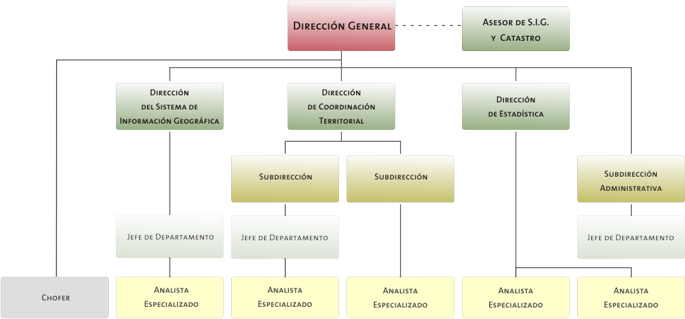 Dirección General
Asesor de S.I.G.
y Catastro
Dirección
del Sistema de
Información Geográfica
Dirección
de Coordinación
Territorial
Dirección
de Estadística
Subdirección
Subdirección
Subdirección
Administrativa
Jefe de Departamento
Jefe de Departamento
Jefe de Departamento
Chofer
Analista
Especializado
Analista
Especializado
Analista
Especializado
Analista
Especializado
Analista
Especializado